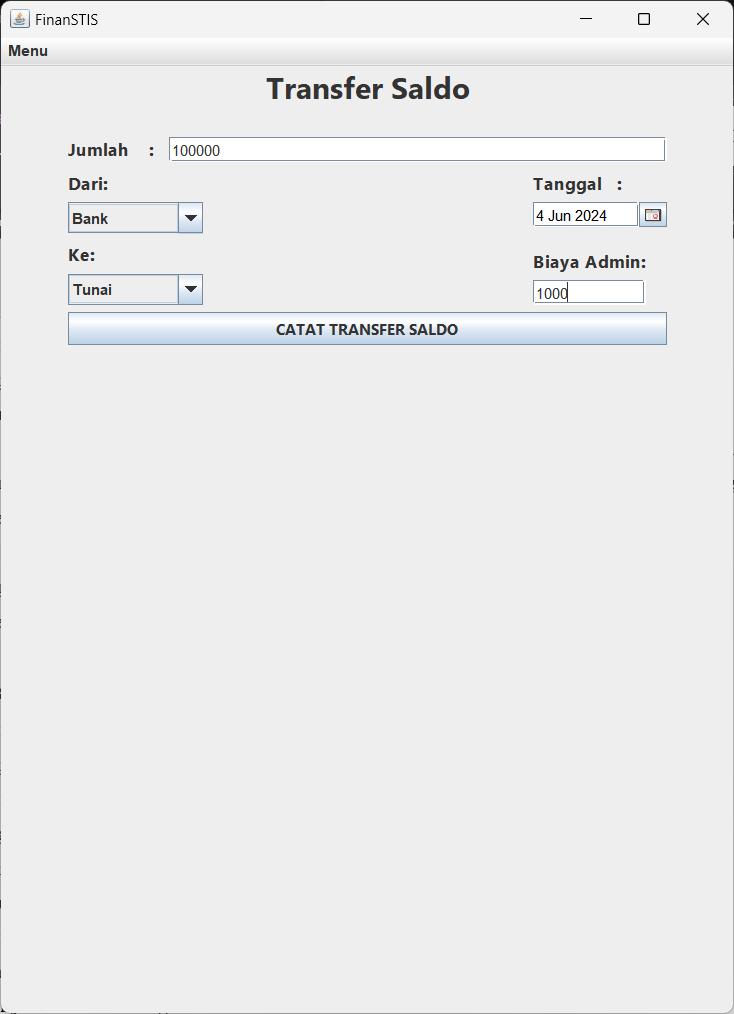 FinanSTIS
Menu
Transfer Saldo
Jumlah :
100000
Dari:
Tanggal :
Bank
4 Jun 2024
Ke:
Biaya Admin:
Tunai
1000
CATAT TRANSFER SALDO